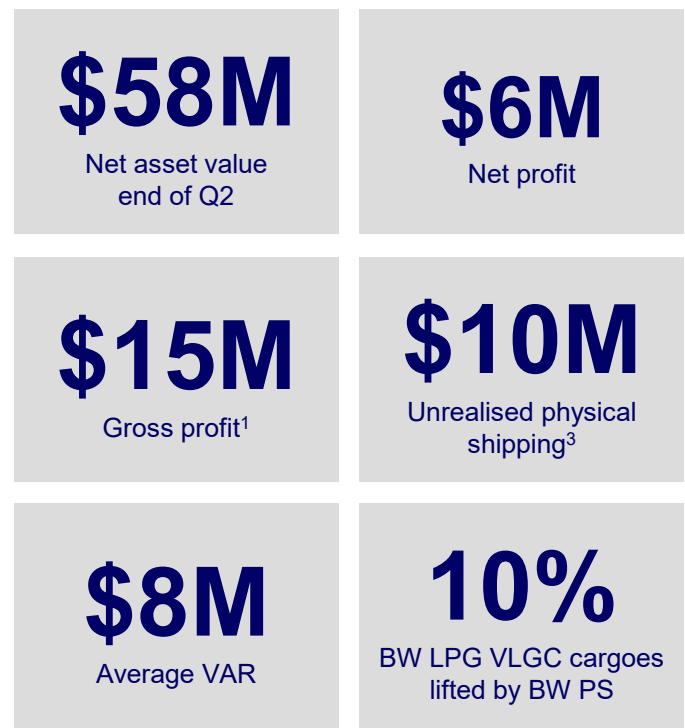 $58M
Net asset value
end of Q2
$6M
Net profit
$15M
Gross profit¹
$10M
Unrealised physical
shipping³
$8M
Average VAR
10%
BW LPG VLGC cargoes
lifted by BW PS